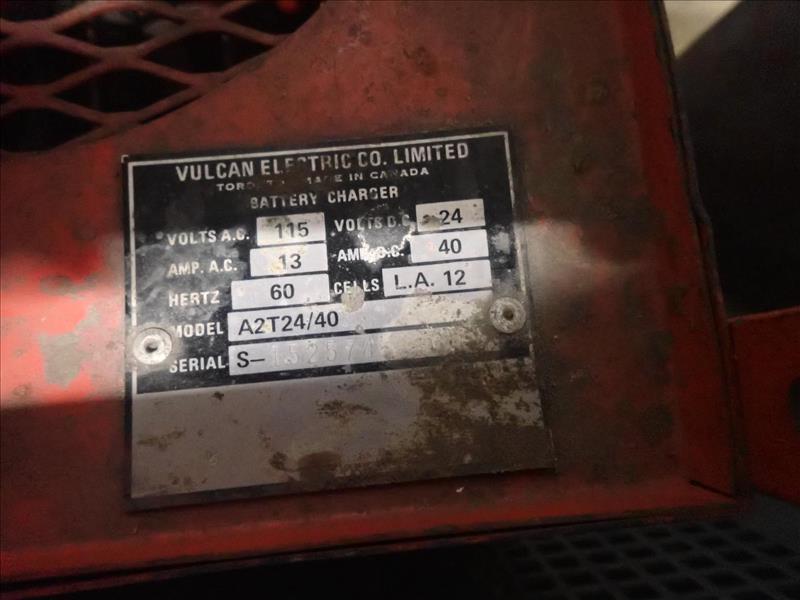 VULCAN ELECTRIC CO. LIMITED
MADE IN CANADA
BATTERY CHARGER
VOLTS A.C. 115 VOLTS D.C. 24
AMP. A.C. 13 AMP. D.C. 40
HERTZ 60 CELLS L.A. 12
MODEL A2T24/40
SERIAL S-